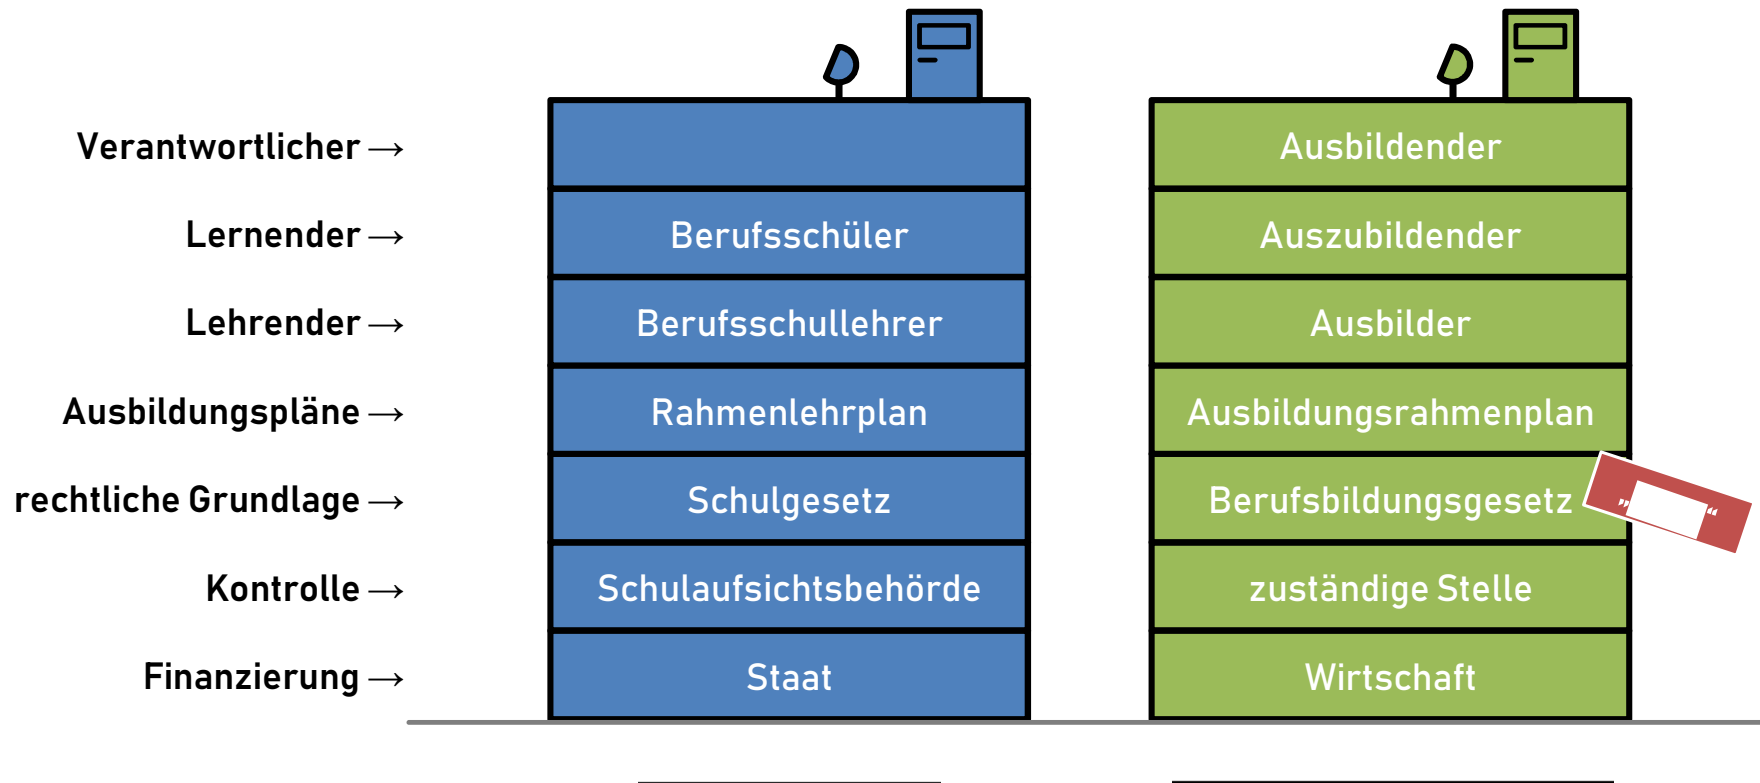 Verantwortlicher → Ausbildender
Lernender → Berufsschüler Auszubildender
Lehrender → Berufsschullehrer Ausbilder
Ausbildungspläne → Rahmenlehrplan Ausbildungsrahmenplan
rechtliche Grundlage → Schulgesetz Berufsbildungsgesetz
„ “
Kontrolle → Schulaufsichtsbehörde zuständige Stelle
Finanzierung → Staat Wirtschaft